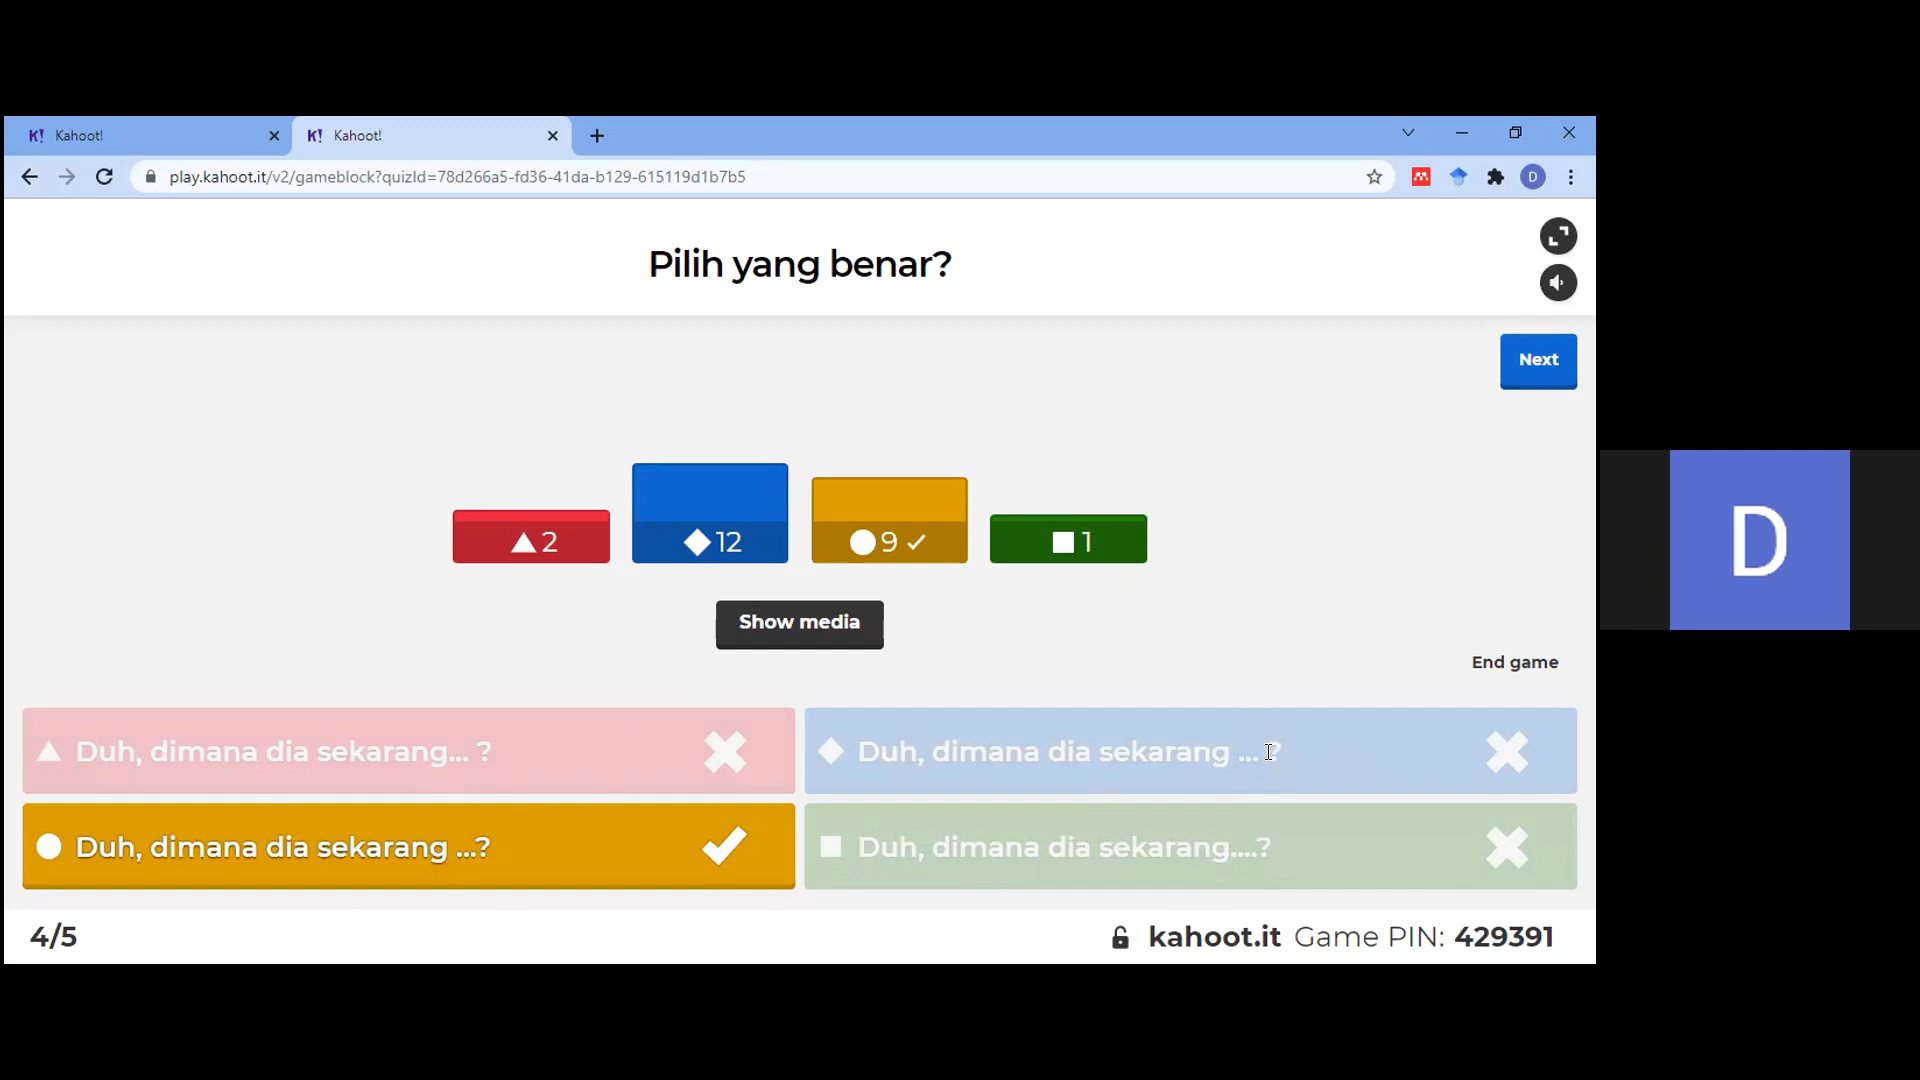 K! Kahoot!
K! Kahoot!
play.kahoot.it/v2/gameblock?quizId=78d266a5-fd36-41da-b129-615119d1b7b5
D
Pilih yang benar?
Next
2
12
9
1
Show media
End game
D
Duh, dimana dia sekarang... ?
Duh, dimana dia sekarang ... ?
Duh, dimana dia sekarang ...?
Duh, dimana dia sekarang....?
4/5
kahoot.it Game PIN: 429391